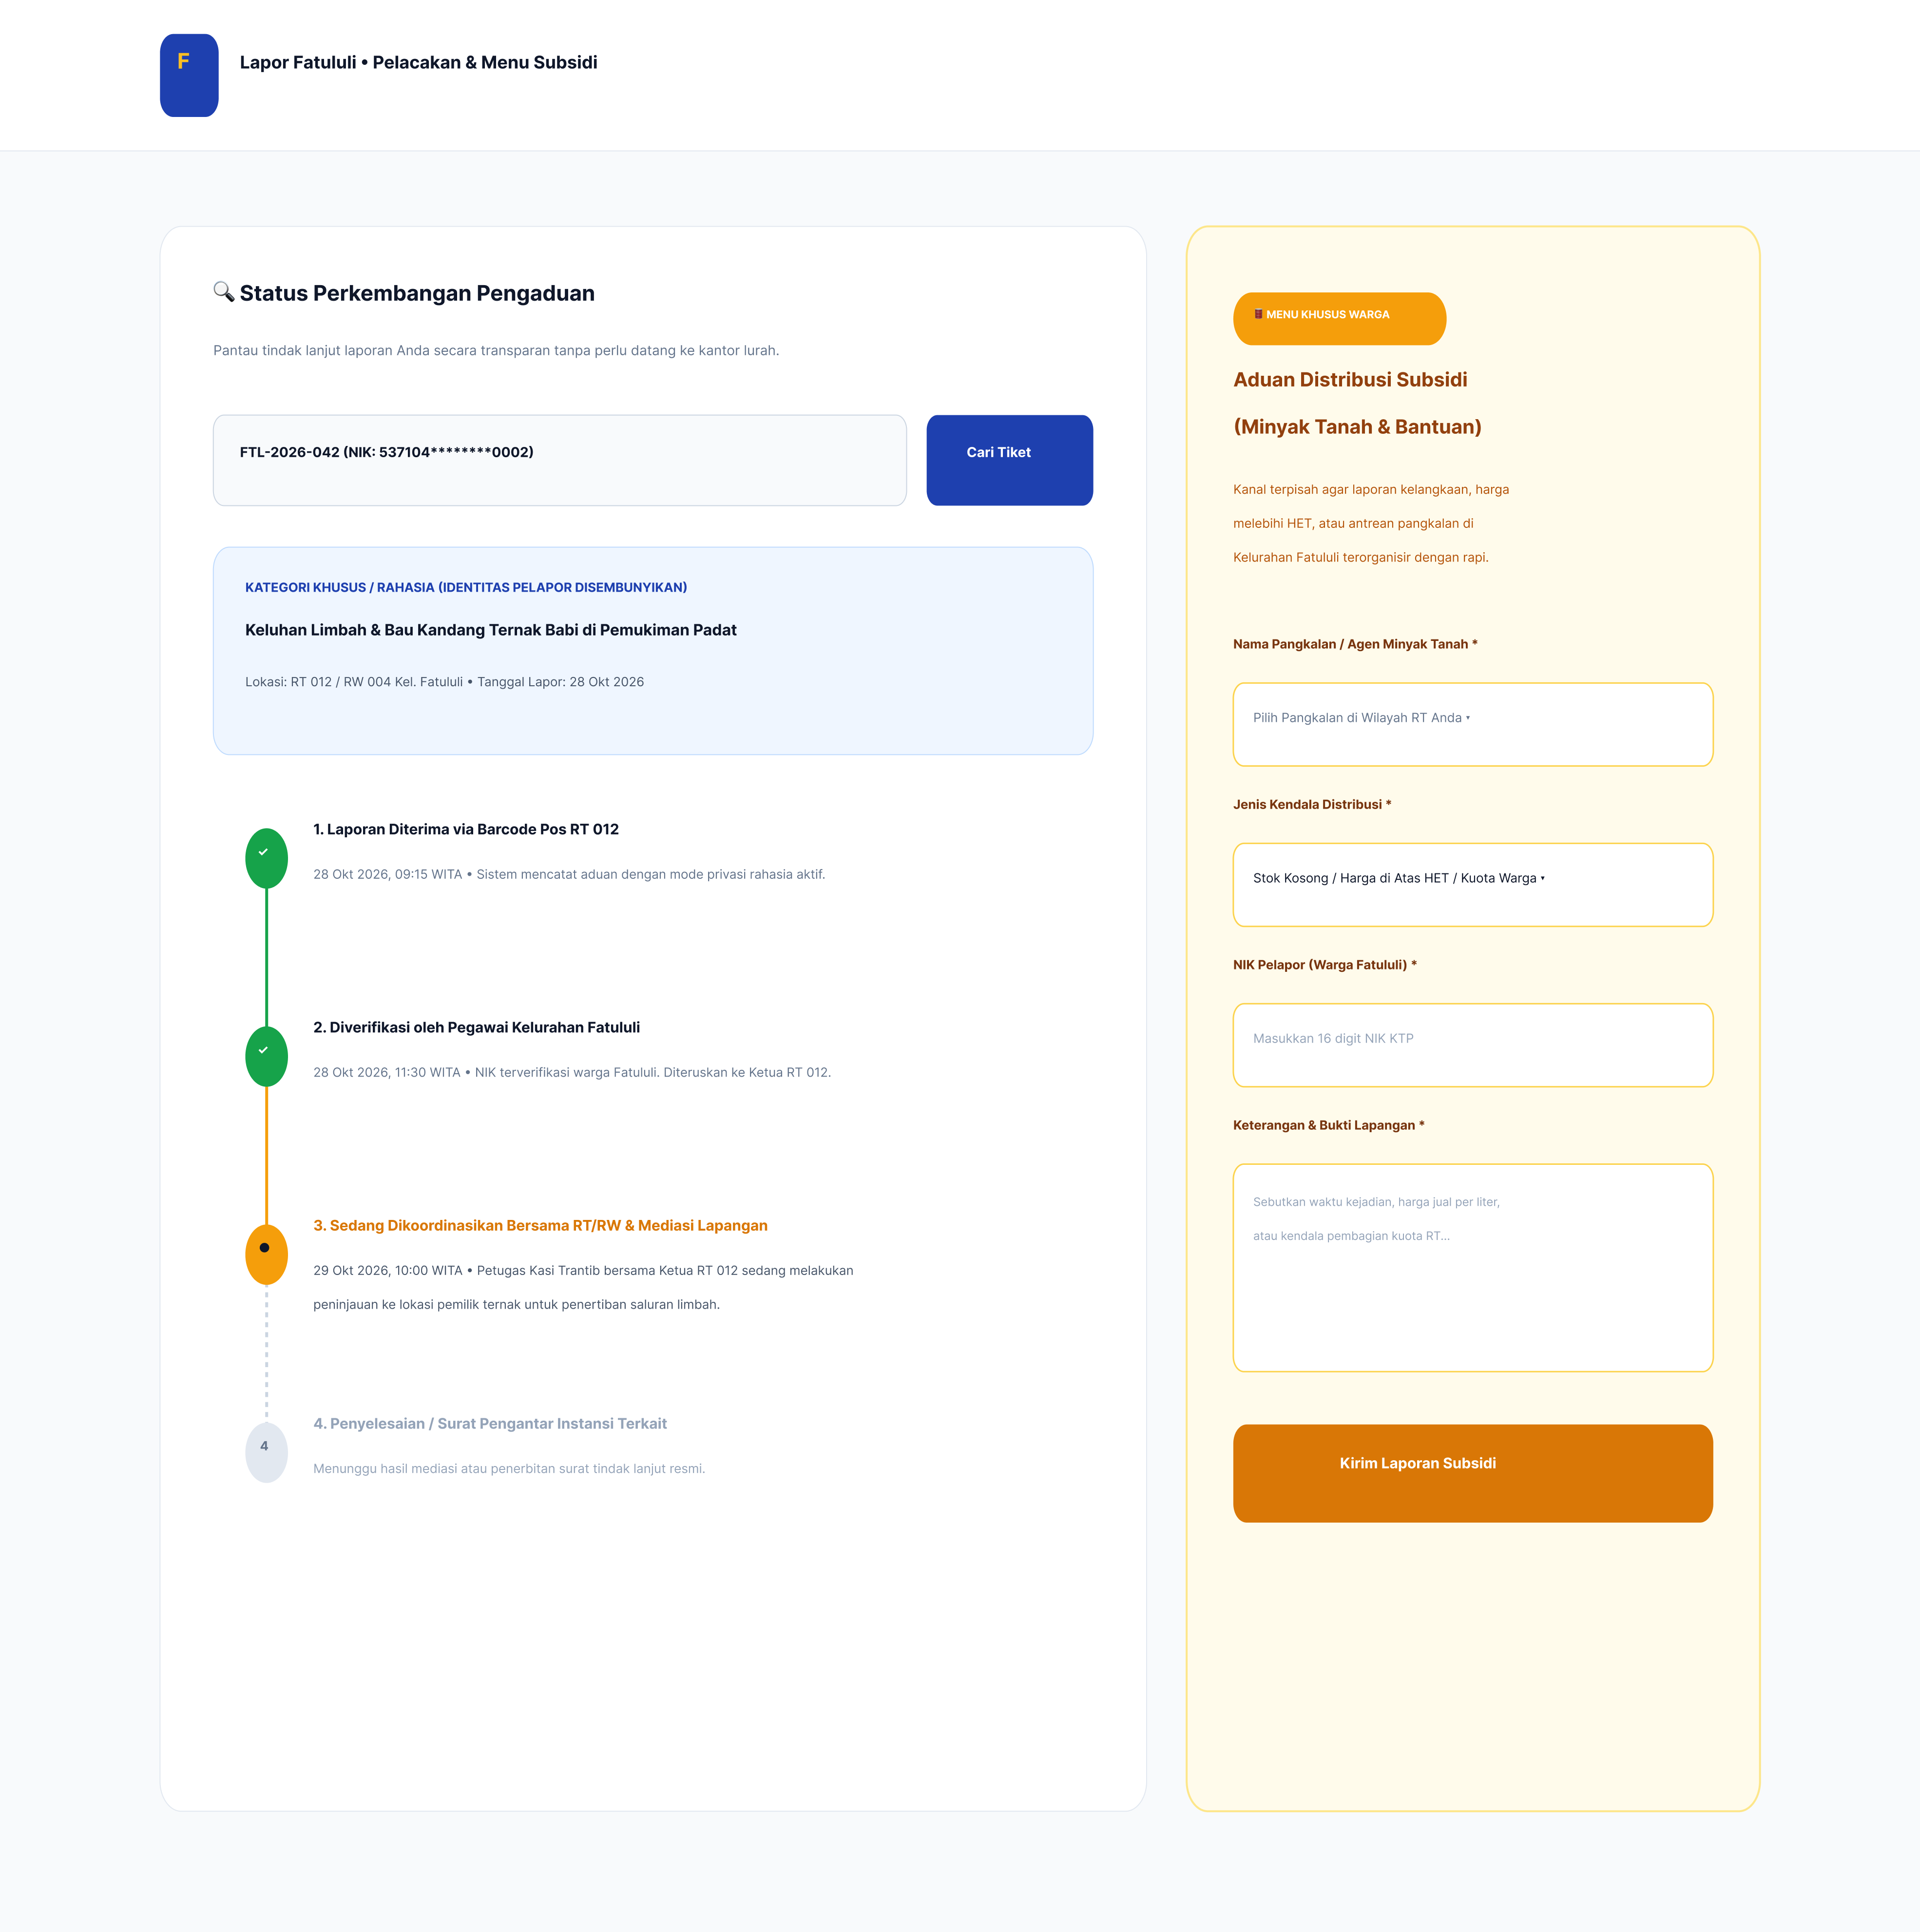 F
Lapor Fatululi • Pelacakan & Menu Subsidi
🔍 Status Perkembangan Pengaduan
Pantau tindak lanjut laporan Anda secara transparan tanpa perlu datang ke kantor lurah.
FTL-2026-042 (NIK: 537104********0002)
Cari Tiket
KATEGORI KHUSUS / RAHASIA (IDENTITAS PELAPOR DISEMBUNYIKAN)
Keluhan Limbah & Bau Kandang Ternak Babi di Pemukiman Padat
Lokasi: RT 012 / RW 004 Kel. Fatululi • Tanggal Lapor: 28 Okt 2026
✓
1. Laporan Diterima via Barcode Pos RT 012
28 Okt 2026, 09:15 WITA • Sistem mencatat aduan dengan mode privasi rahasia aktif.
✓
2. Diverifikasi oleh Pegawai Kelurahan Fatululi
28 Okt 2026, 11:30 WITA • NIK terverifikasi warga Fatululi. Diteruskan ke Ketua RT 012.
●
3. Sedang Dikoordinasikan Bersama RT/RW & Mediasi Lapangan
29 Okt 2026, 10:00 WITA • Petugas Kasi Trantib bersama Ketua RT 012 sedang melakukan
peninjauan ke lokasi pemilik ternak untuk penertiban saluran limbah.
4
4. Penyelesaian / Surat Pengantar Instansi Terkait
Menunggu hasil mediasi atau penerbitan surat tindak lanjut resmi.
MENU KHUSUS WARGA
Aduan Distribusi Subsidi
(Minyak Tanah & Bantuan)
Kanal terpisah agar laporan kelangkaan, harga
melebihi HET, atau antrean pangkalan di
Kelurahan Fatululi terorganisir dengan rapi.
Nama Pangkalan / Agen Minyak Tanah *
Pilih Pangkalan di Wilayah RT Anda ▾
Jenis Kendala Distribusi *
Stok Kosong / Harga di Atas HET / Kuota Warga ▾
NIK Pelapor (Warga Fatululi) *
Masukkan 16 digit NIK KTP
Keterangan & Bukti Lapangan *
Sebutkan waktu kejadian, harga jual per liter,
atau kendala pembagian kuota RT...
Kirim Laporan Subsidi